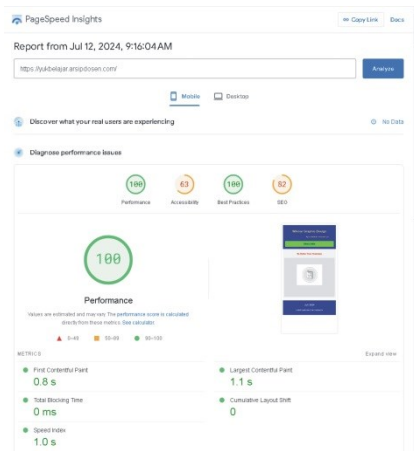 PageSpeed Insights
Copy Link
Docs
Report from Jul 12, 2024, 9:16:04 AM
https://yukbelajar.arsipdosen.com/
Analyze
Mobile
Desktop
Discover what your real users are experiencing
No Data
Diagnose performance issues
100
63
100
82
Performance
Accessibility
Best Practices
SEO
100
Performance
Values are estimated and may vary. The performance score is calculated
directly from these metrics. See calculator.
0–49
50–89
90–100
METRICS
Expand view
First Contentful Paint
0.8 s
Largest Contentful Paint
1.1 s
Total Blocking Time
0 ms
Cumulative Layout Shift
0
Speed Index
1.0 s